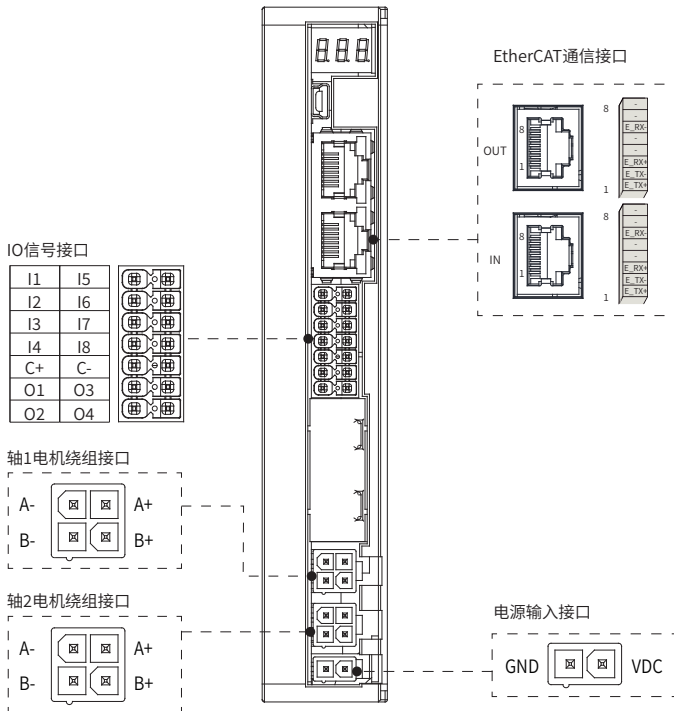 EtherCAT通信接口
8
-
-
E_RX-
-
-
E_RX+
E_TX-
E_TX+
1
OUT
8
1
8
-
-
E_RX-
-
-
E_RX+
E_TX-
E_TX+
1
IN
8
1
IO信号接口
I1 I5
I2 I6
I3 I7
I4 I8
C+ C-
O1 O3
O2 O4
轴1电机绕组接口
A- A+
B- B+
轴2电机绕组接口
A- A+
B- B+
电源输入接口
GND VDC
888